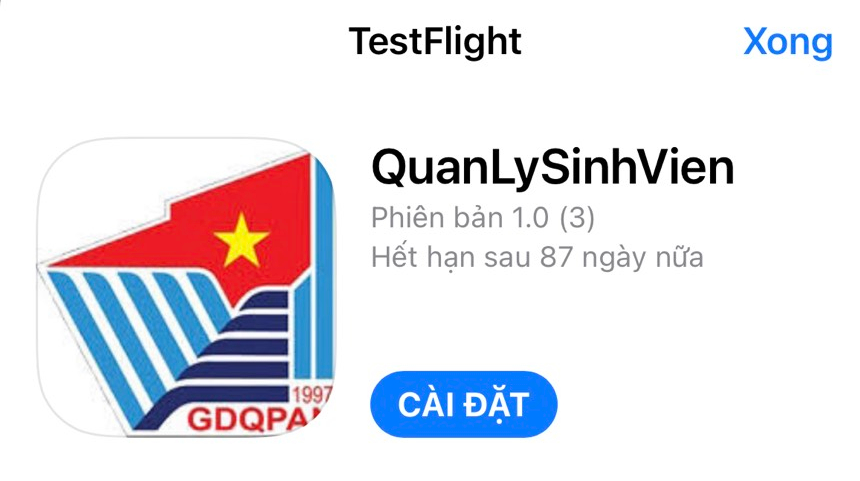 TestFlight
Xong
QuanLySinhVien
Phiên bản 1.0 (3)
Hết hạn sau 87 ngày nữa
CÀI ĐẶT
1997
GDQPAN